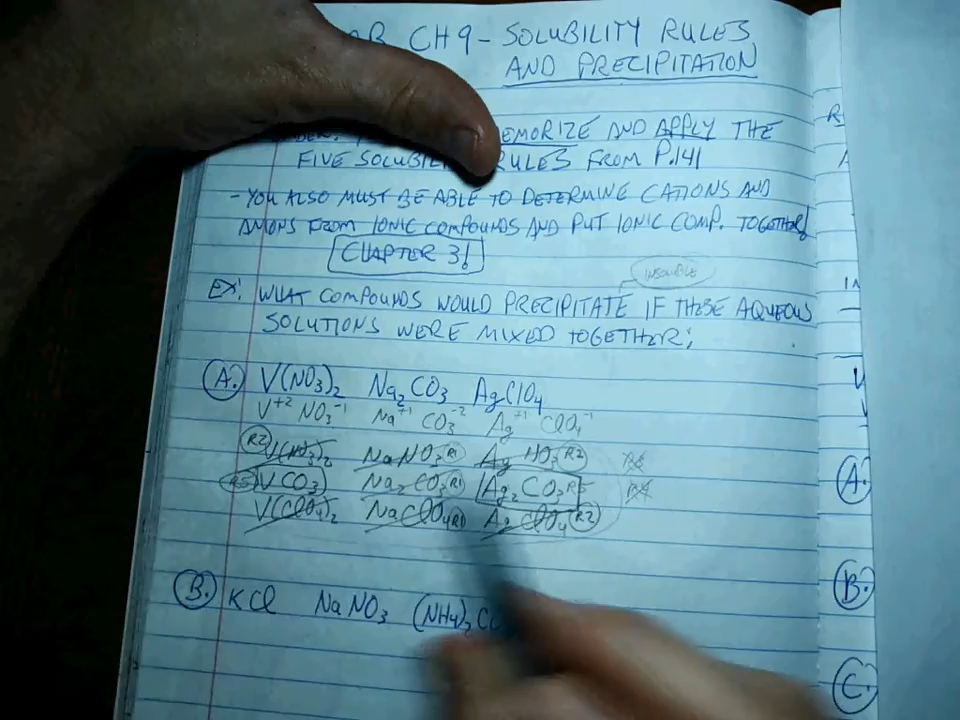 CH9 - SOLUBILITY RULES
AND PRECIPITATION
EMORIZE AND APPLY THE
FIVE SOLUBIL RULES FROM P.141
- YOU ALSO MUST BE ABLE TO DETERMINE CATIONS AND
ANIONS FROM IONIC COMPOUNDS AND PUT IONIC COMP. TOGETHER!
CHAPTER 3!
INSOLUBLE
EX: WHAT COMPOUNDS WOULD PRECIPITATE IF THESE AQUEOUS
SOLUTIONS WERE MIXED TOGETHER:
A. V(NO3)2 Na2CO3 AgClO4
V+2 NO3-1 Na+1 CO3-2 Ag+1 ClO4-1
R2 V(NO3)2 NaNO3 R1 Ag NO3 R2
R5 VCO3 Na2CO3 R1 Ag2CO3 R5
V(ClO4)2 NaClO4 R1 AgClO4 R2
B. KCl NaNO3 (NH4)2CO
A.
B.
C.